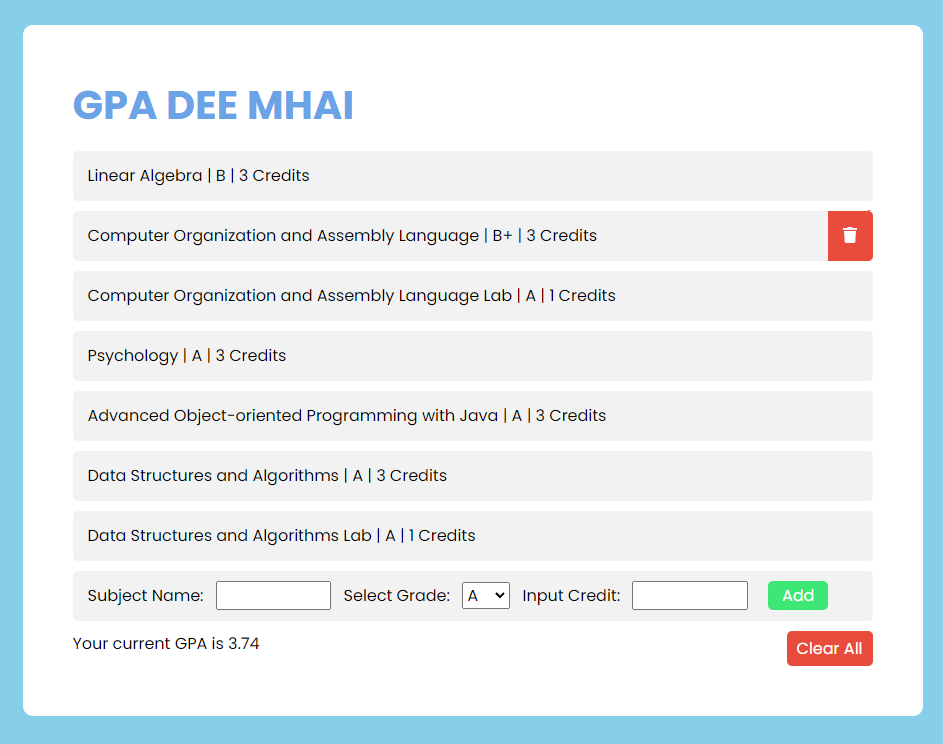 GPA DEE MHAI
Linear Algebra | B | 3 Credits
Computer Organization and Assembly Language | B+ | 3 Credits
Computer Organization and Assembly Language Lab | A | 1 Credits
Psychology | A | 3 Credits
Advanced Object-oriented Programming with Java | A | 3 Credits
Data Structures and Algorithms | A | 3 Credits
Data Structures and Algorithms Lab | A | 1 Credits
Subject Name: Select Grade: A Input Credit: Add
Your current GPA is 3.74 Clear All